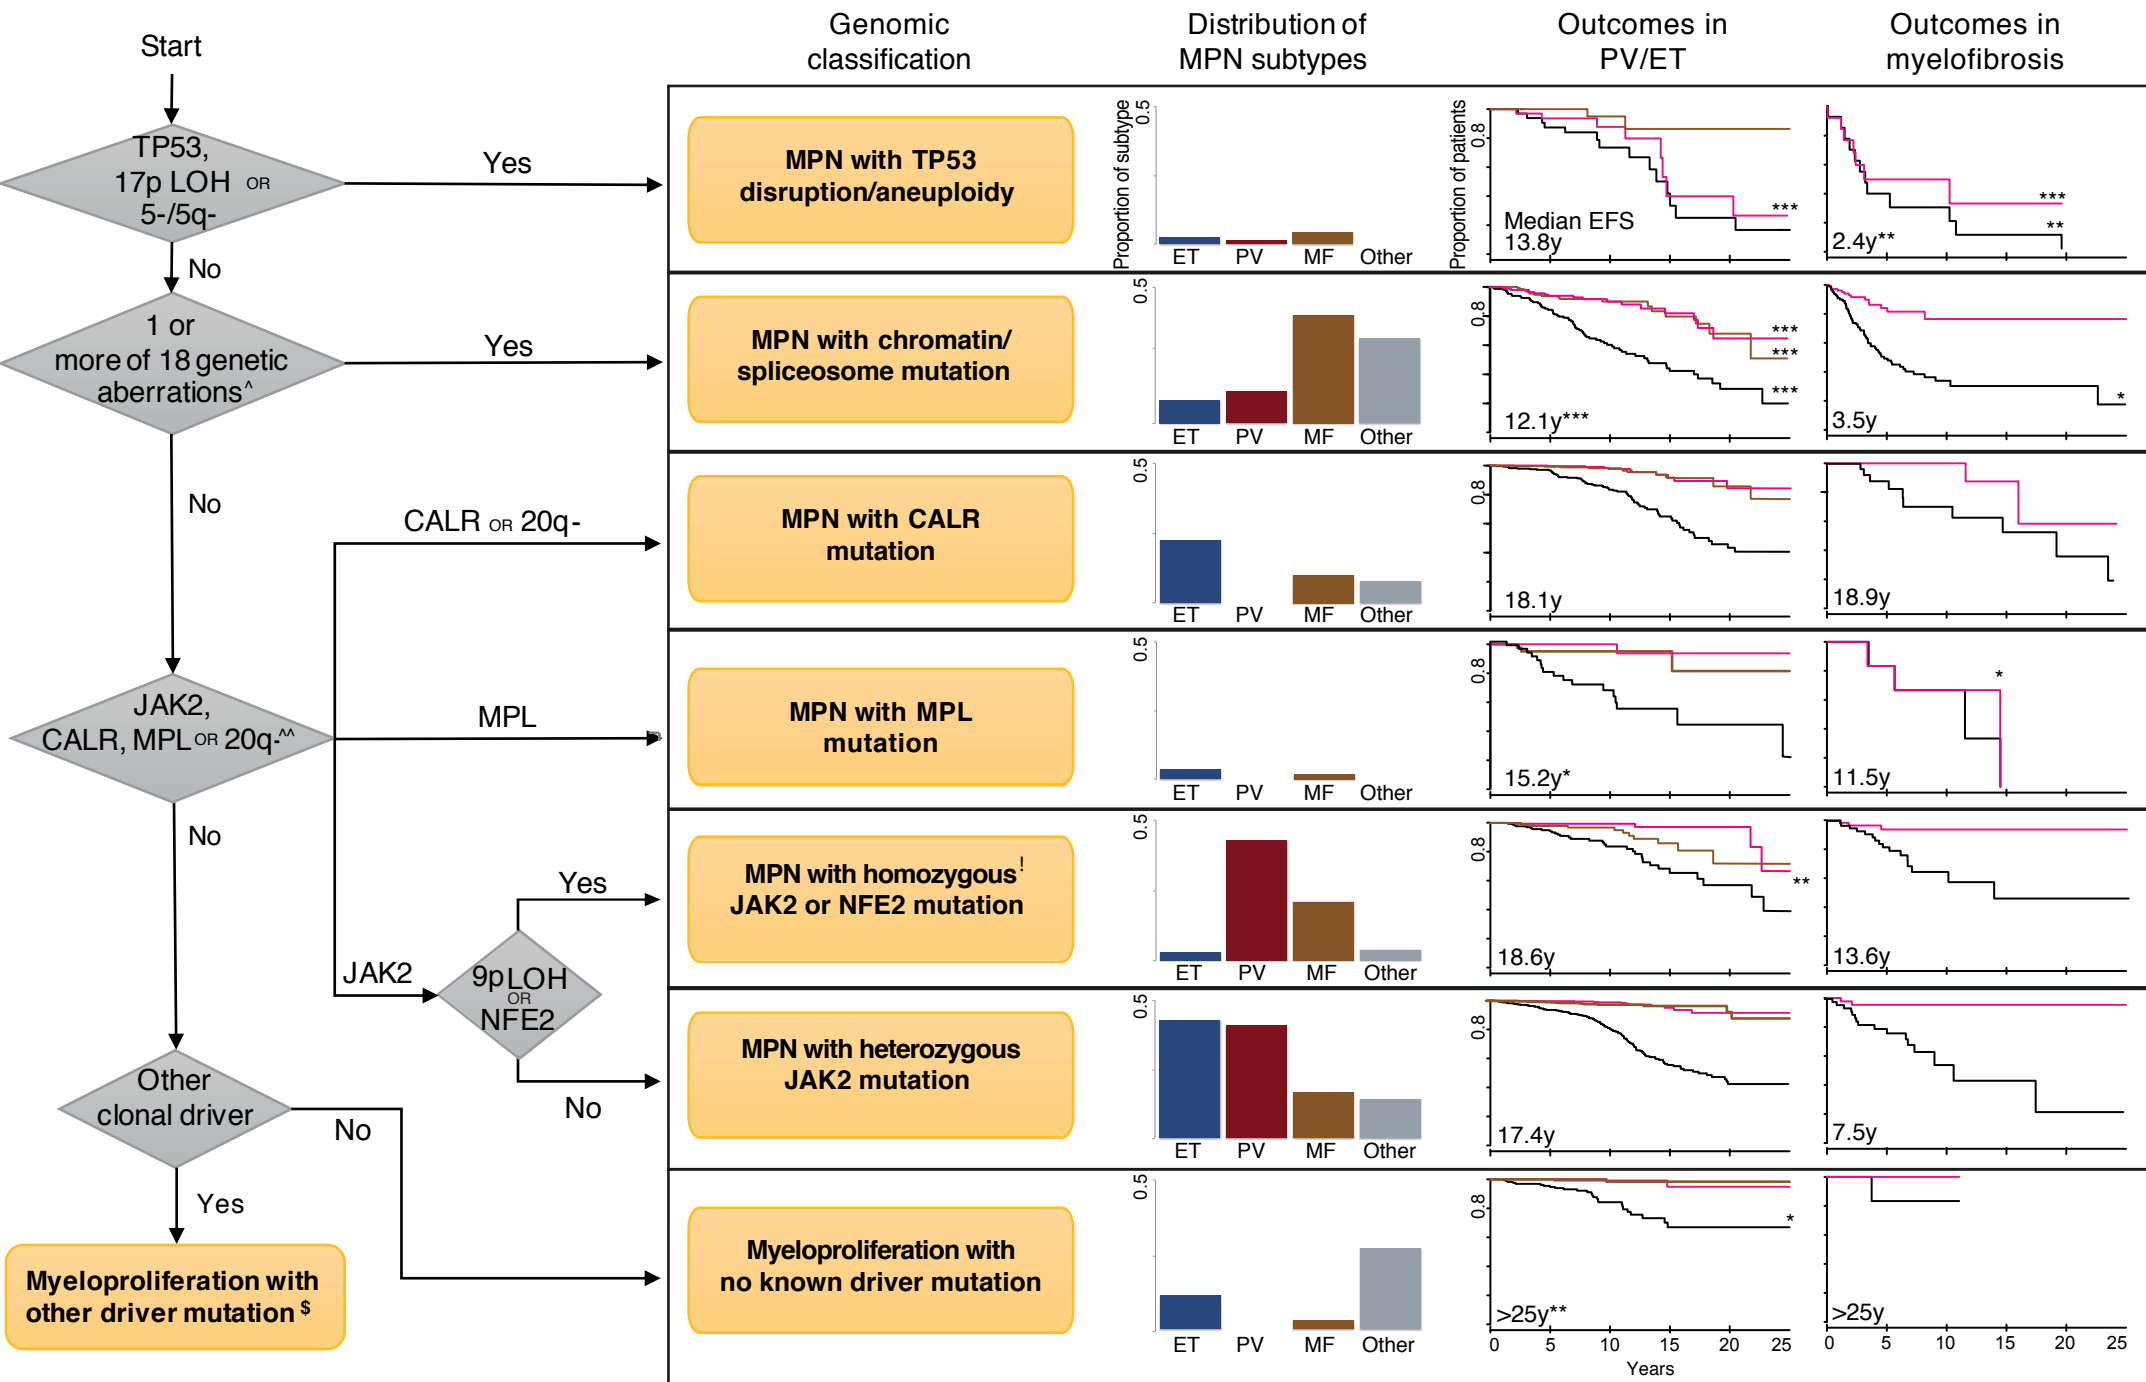 Genomic
classification
Distribution of
MPN subtypes
Outcomes in
PV/ET
Outcomes in
myelofibrosis
Start
TP53,
17p LOH OR
5-/5q-
Yes
No
1 or
more of 18 genetic
aberrations^
Yes
No
JAK2,
CALR, MPL OR 20q-^^
CALR OR 20q-
MPL
JAK2
No
9pLOH
OR
NFE2
Yes
No
Other
clonal driver
No
Yes
Myeloproliferation with
other driver mutation $
MPN with TP53
disruption/aneuploidy
Proportion of subtype
0.5
ET PV MF Other
Proportion of patients
0.8
Median EFS
13.8y
***
2.4y**
***
**
MPN with chromatin/
spliceosome mutation
0.5
ET PV MF Other
0.8
12.1y***
***
***
***
3.5y
*
MPN with CALR
mutation
0.5
ET PV MF Other
0.8
18.1y
18.9y
MPN with MPL
mutation
0.5
ET PV MF Other
0.8
15.2y*
11.5y
*
MPN with homozygous!
JAK2 or NFE2 mutation
0.5
ET PV MF Other
0.8
18.6y
**
13.6y
MPN with heterozygous
JAK2 mutation
0.5
ET PV MF Other
0.8
17.4y
7.5y
Myeloproliferation with
no known driver mutation
0.5
ET PV MF Other
0.8
>25y**
*
0 5 10 15 20 25
Years
>25y
0 5 10 15 20 25